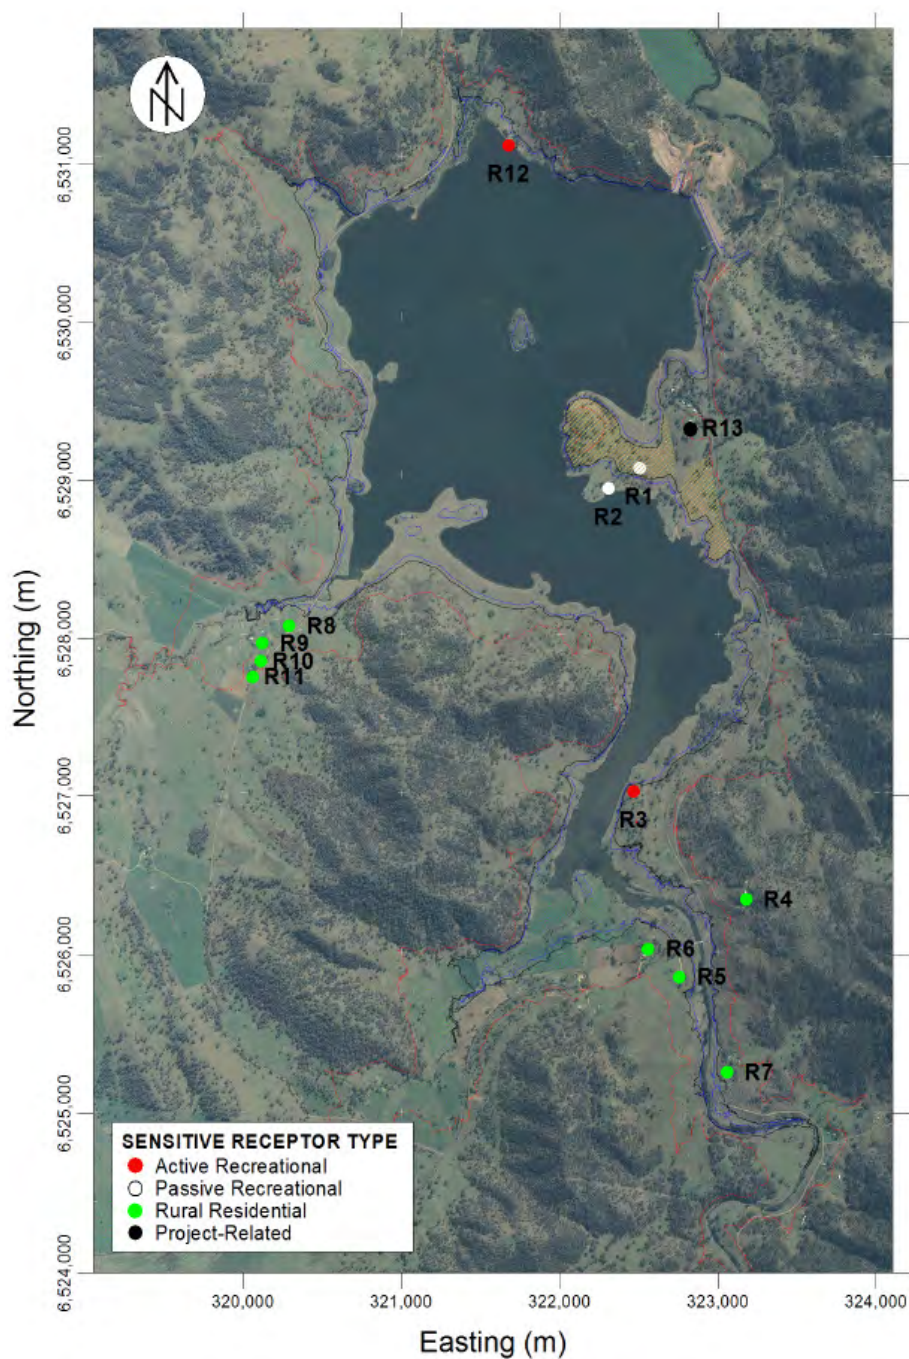 N
6,531,000
R12
6,530,000
R13
6,529,000
R1
R2
Northing (m)
6,528,000
R8
R9
R10
R11
6,527,000
R3
R4
6,526,000
R6
R5
R7
6,525,000
SENSITIVE RECEPTOR TYPE
Active Recreational
Passive Recreational
Rural Residential
Project-Related
6,524,000
320,000 321,000 322,000 323,000 324,000
Easting (m)